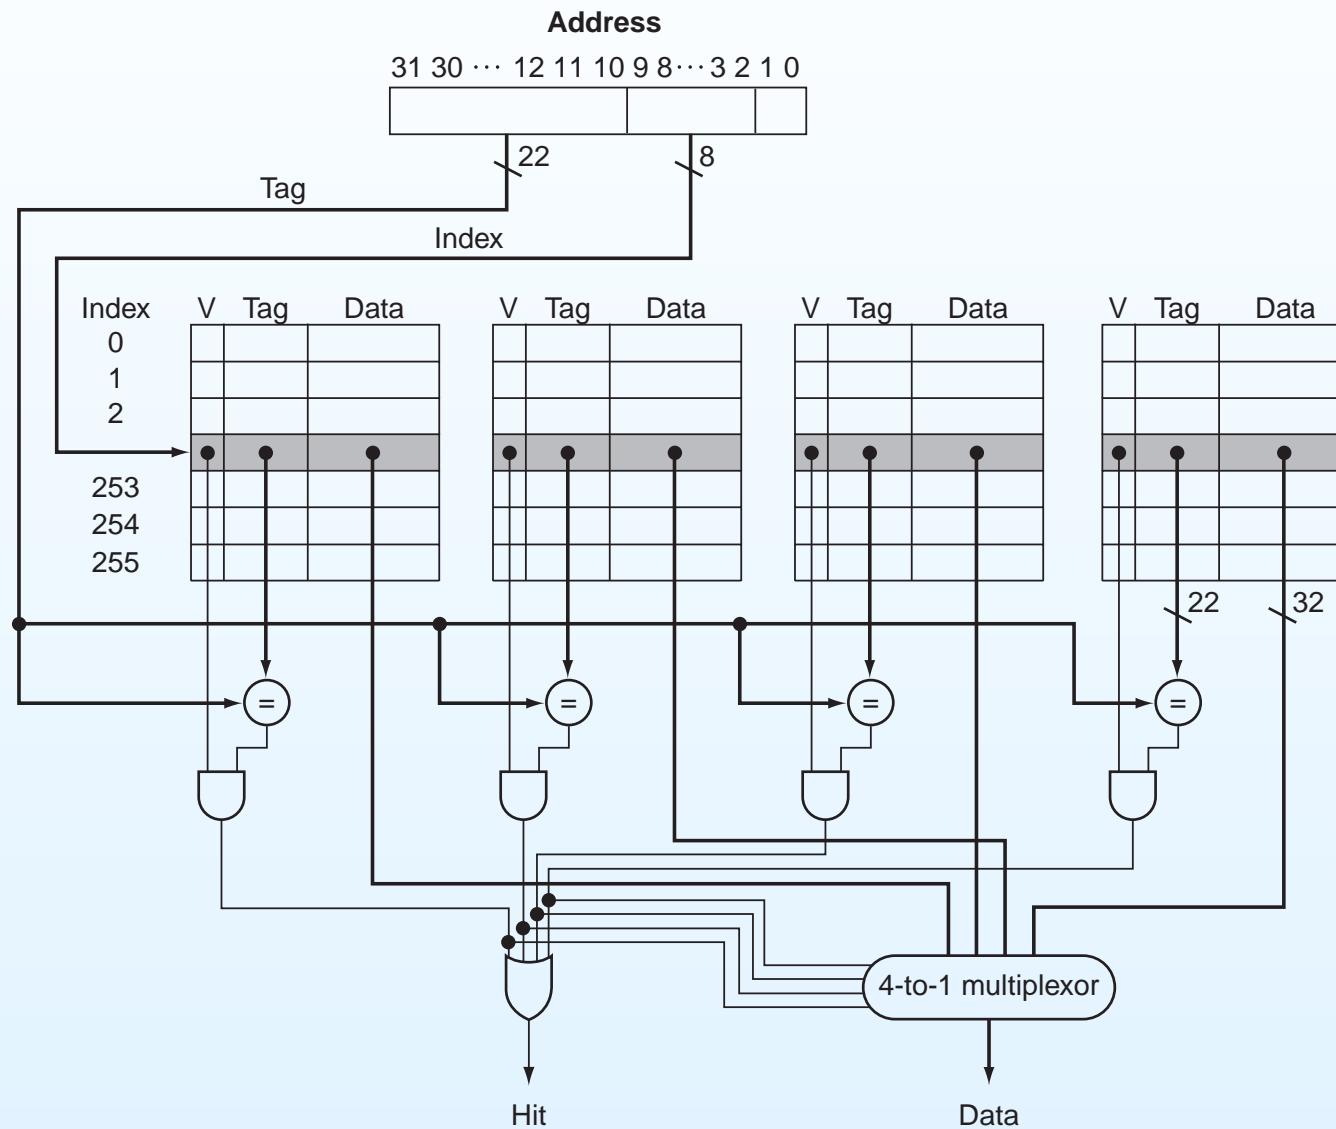 Address
31 30 ··· 12 11 10 9 8 ··· 3 2 1 0
22 8
Tag
Index
Index V Tag Data V Tag Data V Tag Data V Tag Data
0
1
2
253
254
255
22 32
= = = =
4-to-1 multiplexor
Hit Data